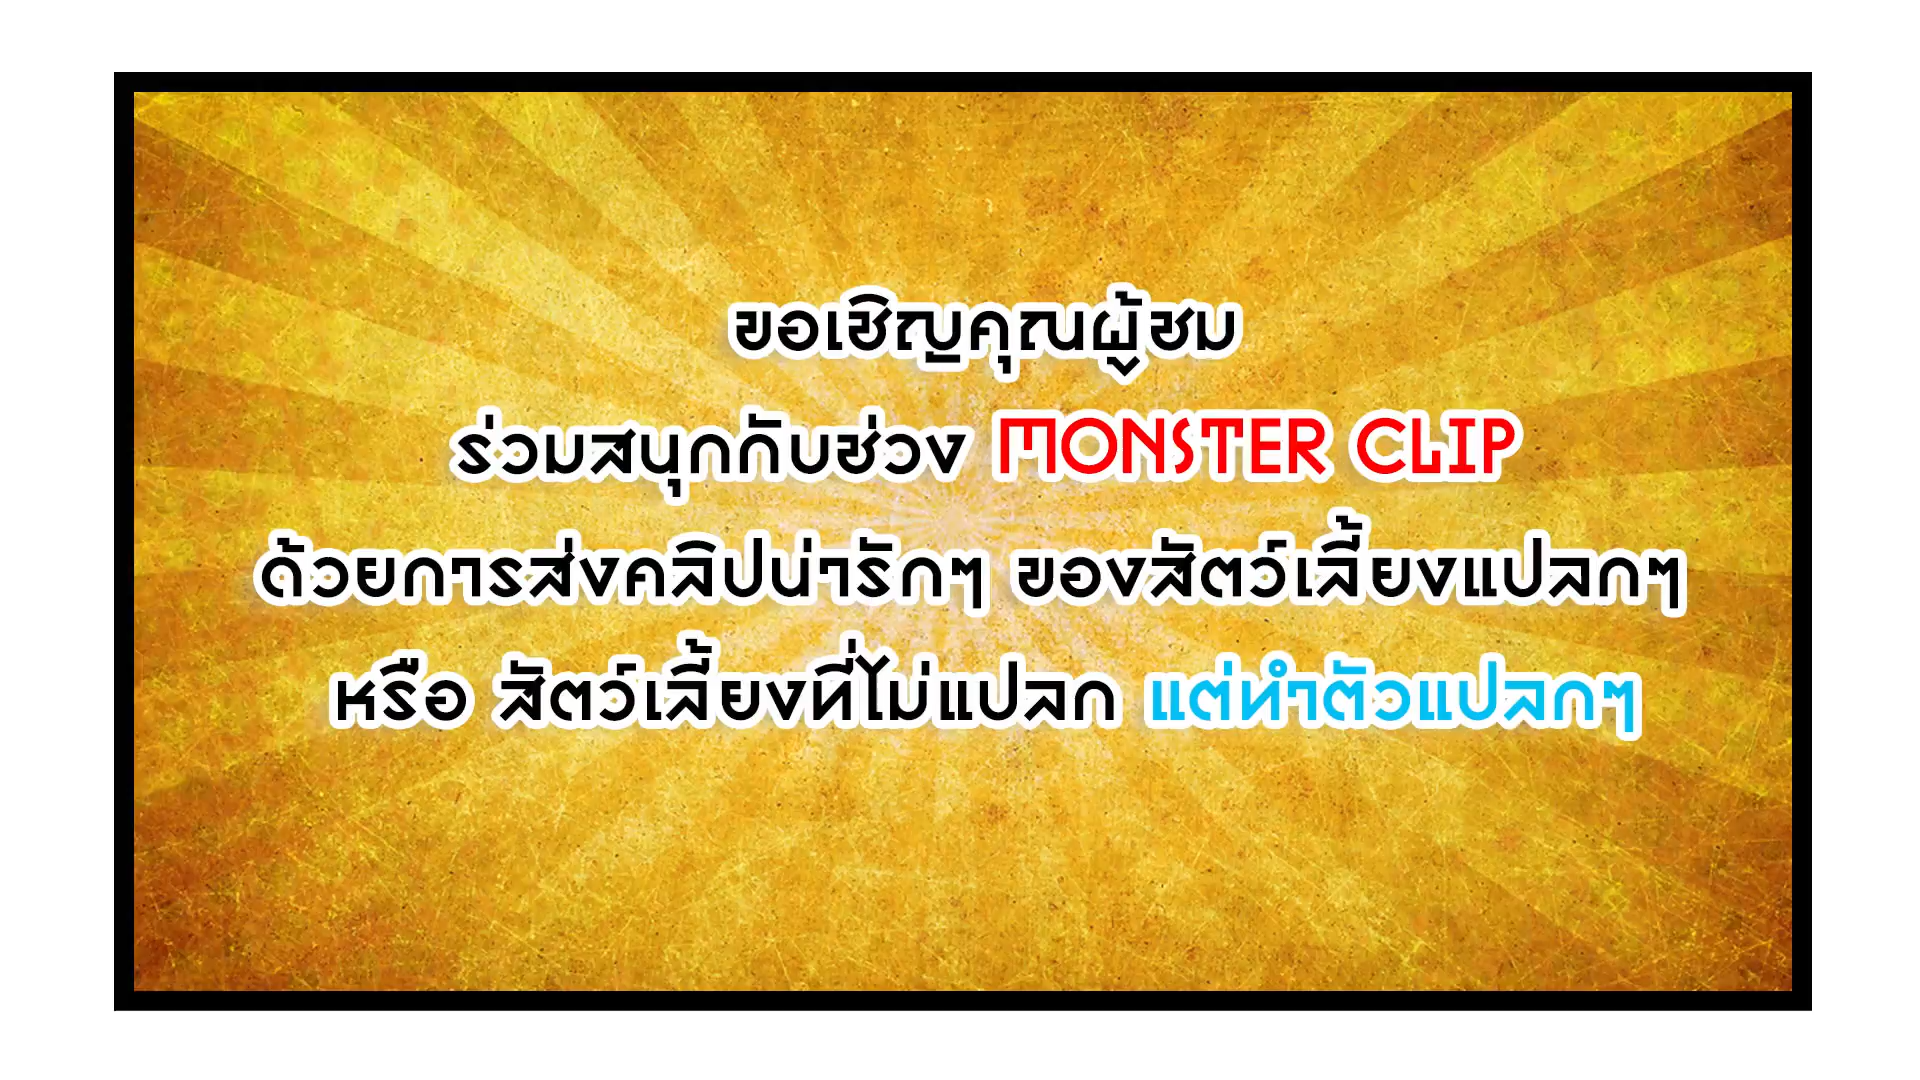 ขอเชิญคุณผู้ชม
ร่วมสนุกกับช่วง MONSTER CLIP
ด้วยการส่งคลิปน่ารักๆ ของสัตว์เลี้ยงแปลกๆ
หรือ สัตว์เลี้ยงที่ไม่แปลก แต่ทำตัวแปลกๆ